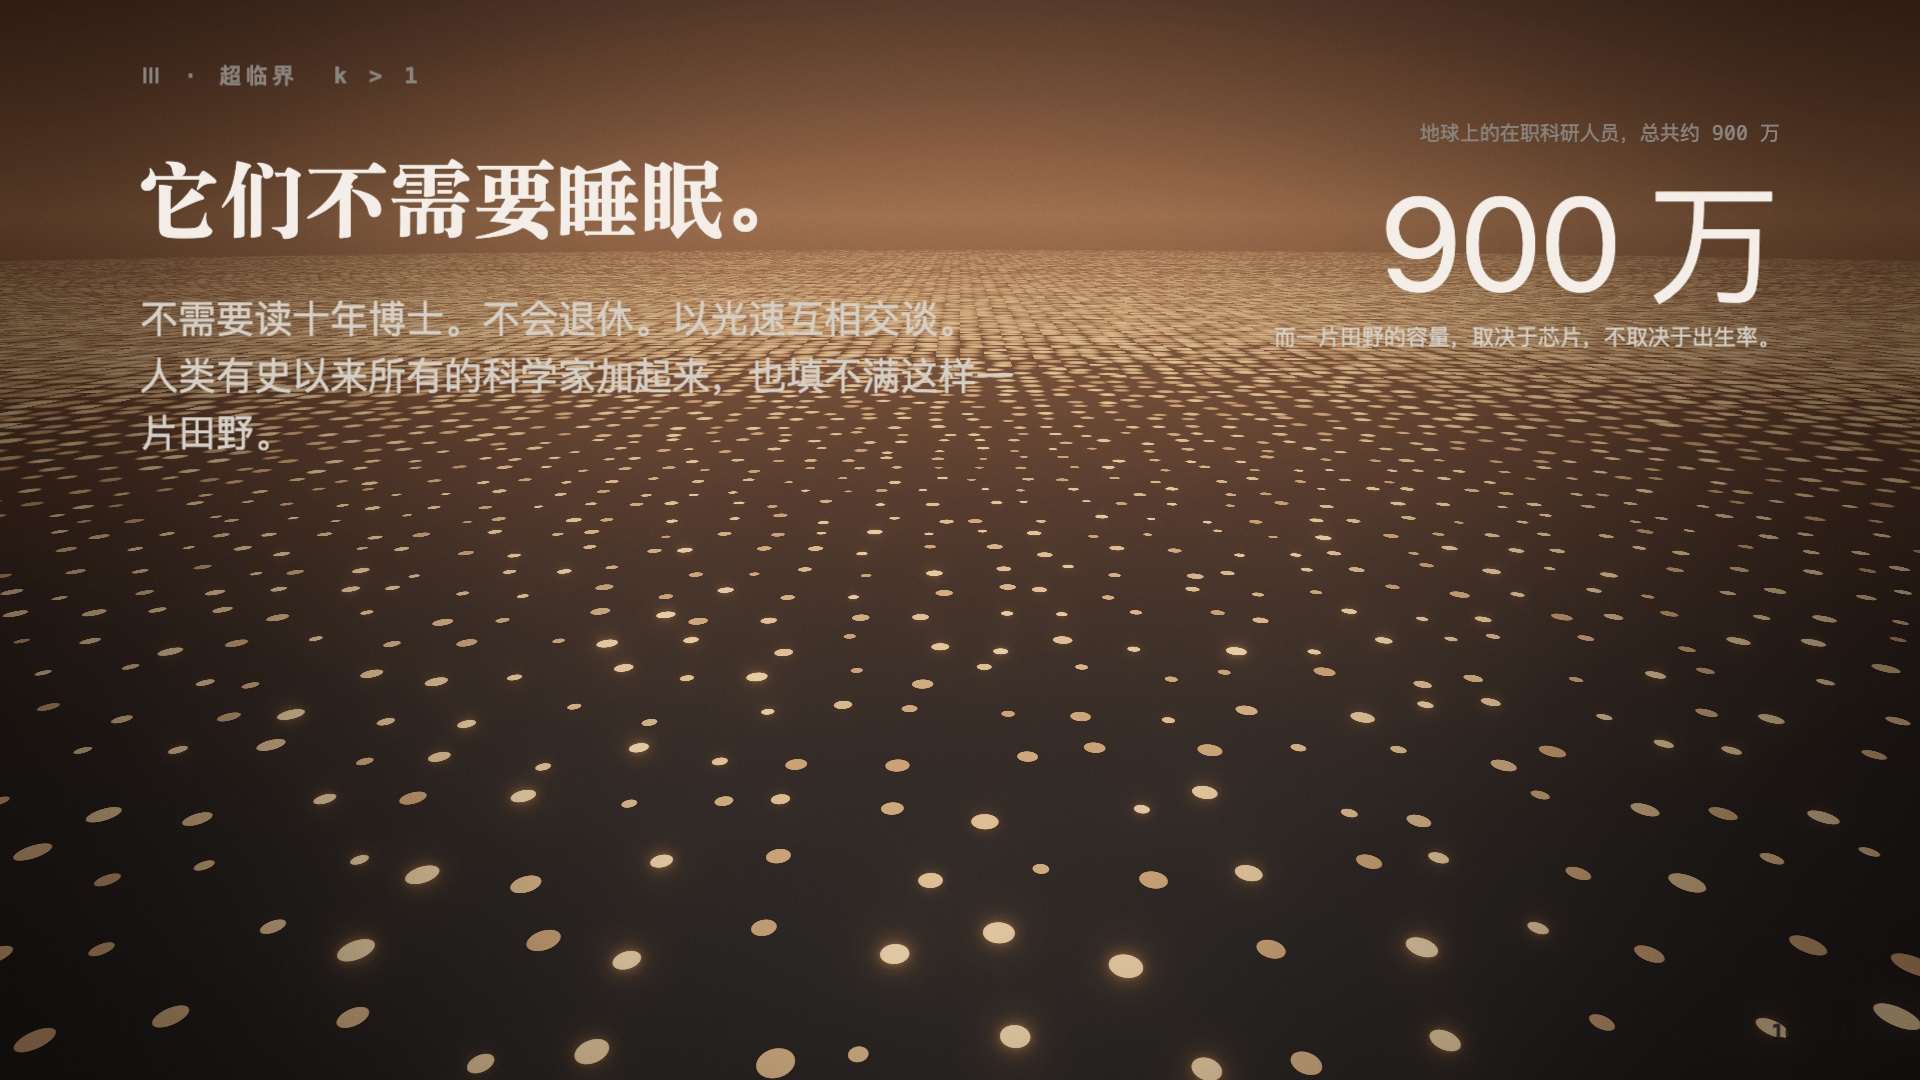 III · 超临界 k > 1
它们不需要睡眠。
不需要读十年博士。不会退休。以光速互相交谈。
人类有史以来所有的科学家加起来，也填不满这样一
片田野。
地球上的在职科研人员，总共约 900 万
900 万
而一片田野的容量，取决于芯片，不取决于出生率。